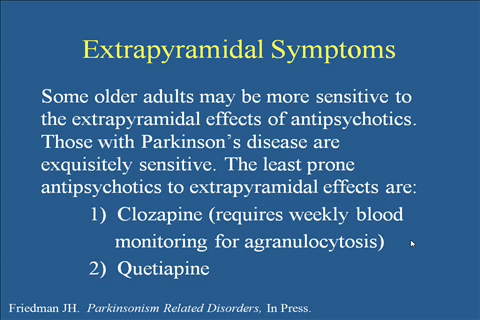 Extrapyramidal Symptoms
Some older adults may be more sensitive to
the extrapyramidal effects of antipsychotics.
Those with Parkinson's disease are
exquisitely sensitive. The least prone
antipsychotics to extrapyramidal effects are:
1) Clozapine (requires weekly blood
monitoring for agranulocytosis)
2) Quetiapine
Friedman JH. Parkinsonism Related Disorders, In Press.